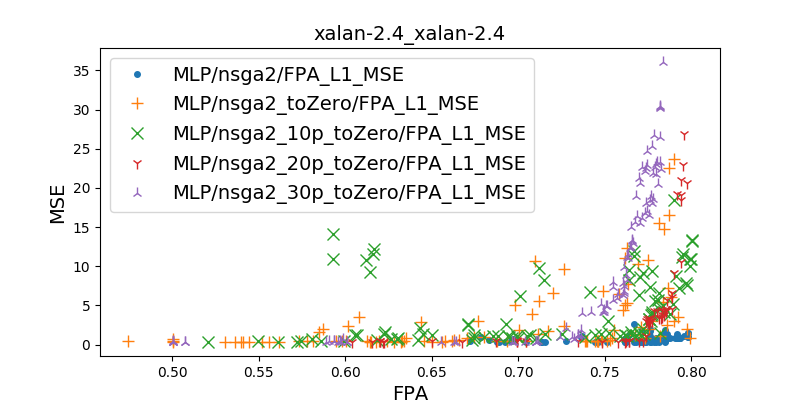 xalan-2.4_xalan-2.4
MLP/nsga2/FPA_L1_MSE
MLP/nsga2_toZero/FPA_L1_MSE
MLP/nsga2_10p_toZero/FPA_L1_MSE
MLP/nsga2_20p_toZero/FPA_L1_MSE
MLP/nsga2_30p_toZero/FPA_L1_MSE
35
30
25
20
15
10
5
0
MSE
0.50 0.55 0.60 0.65 0.70 0.75 0.80
FPA